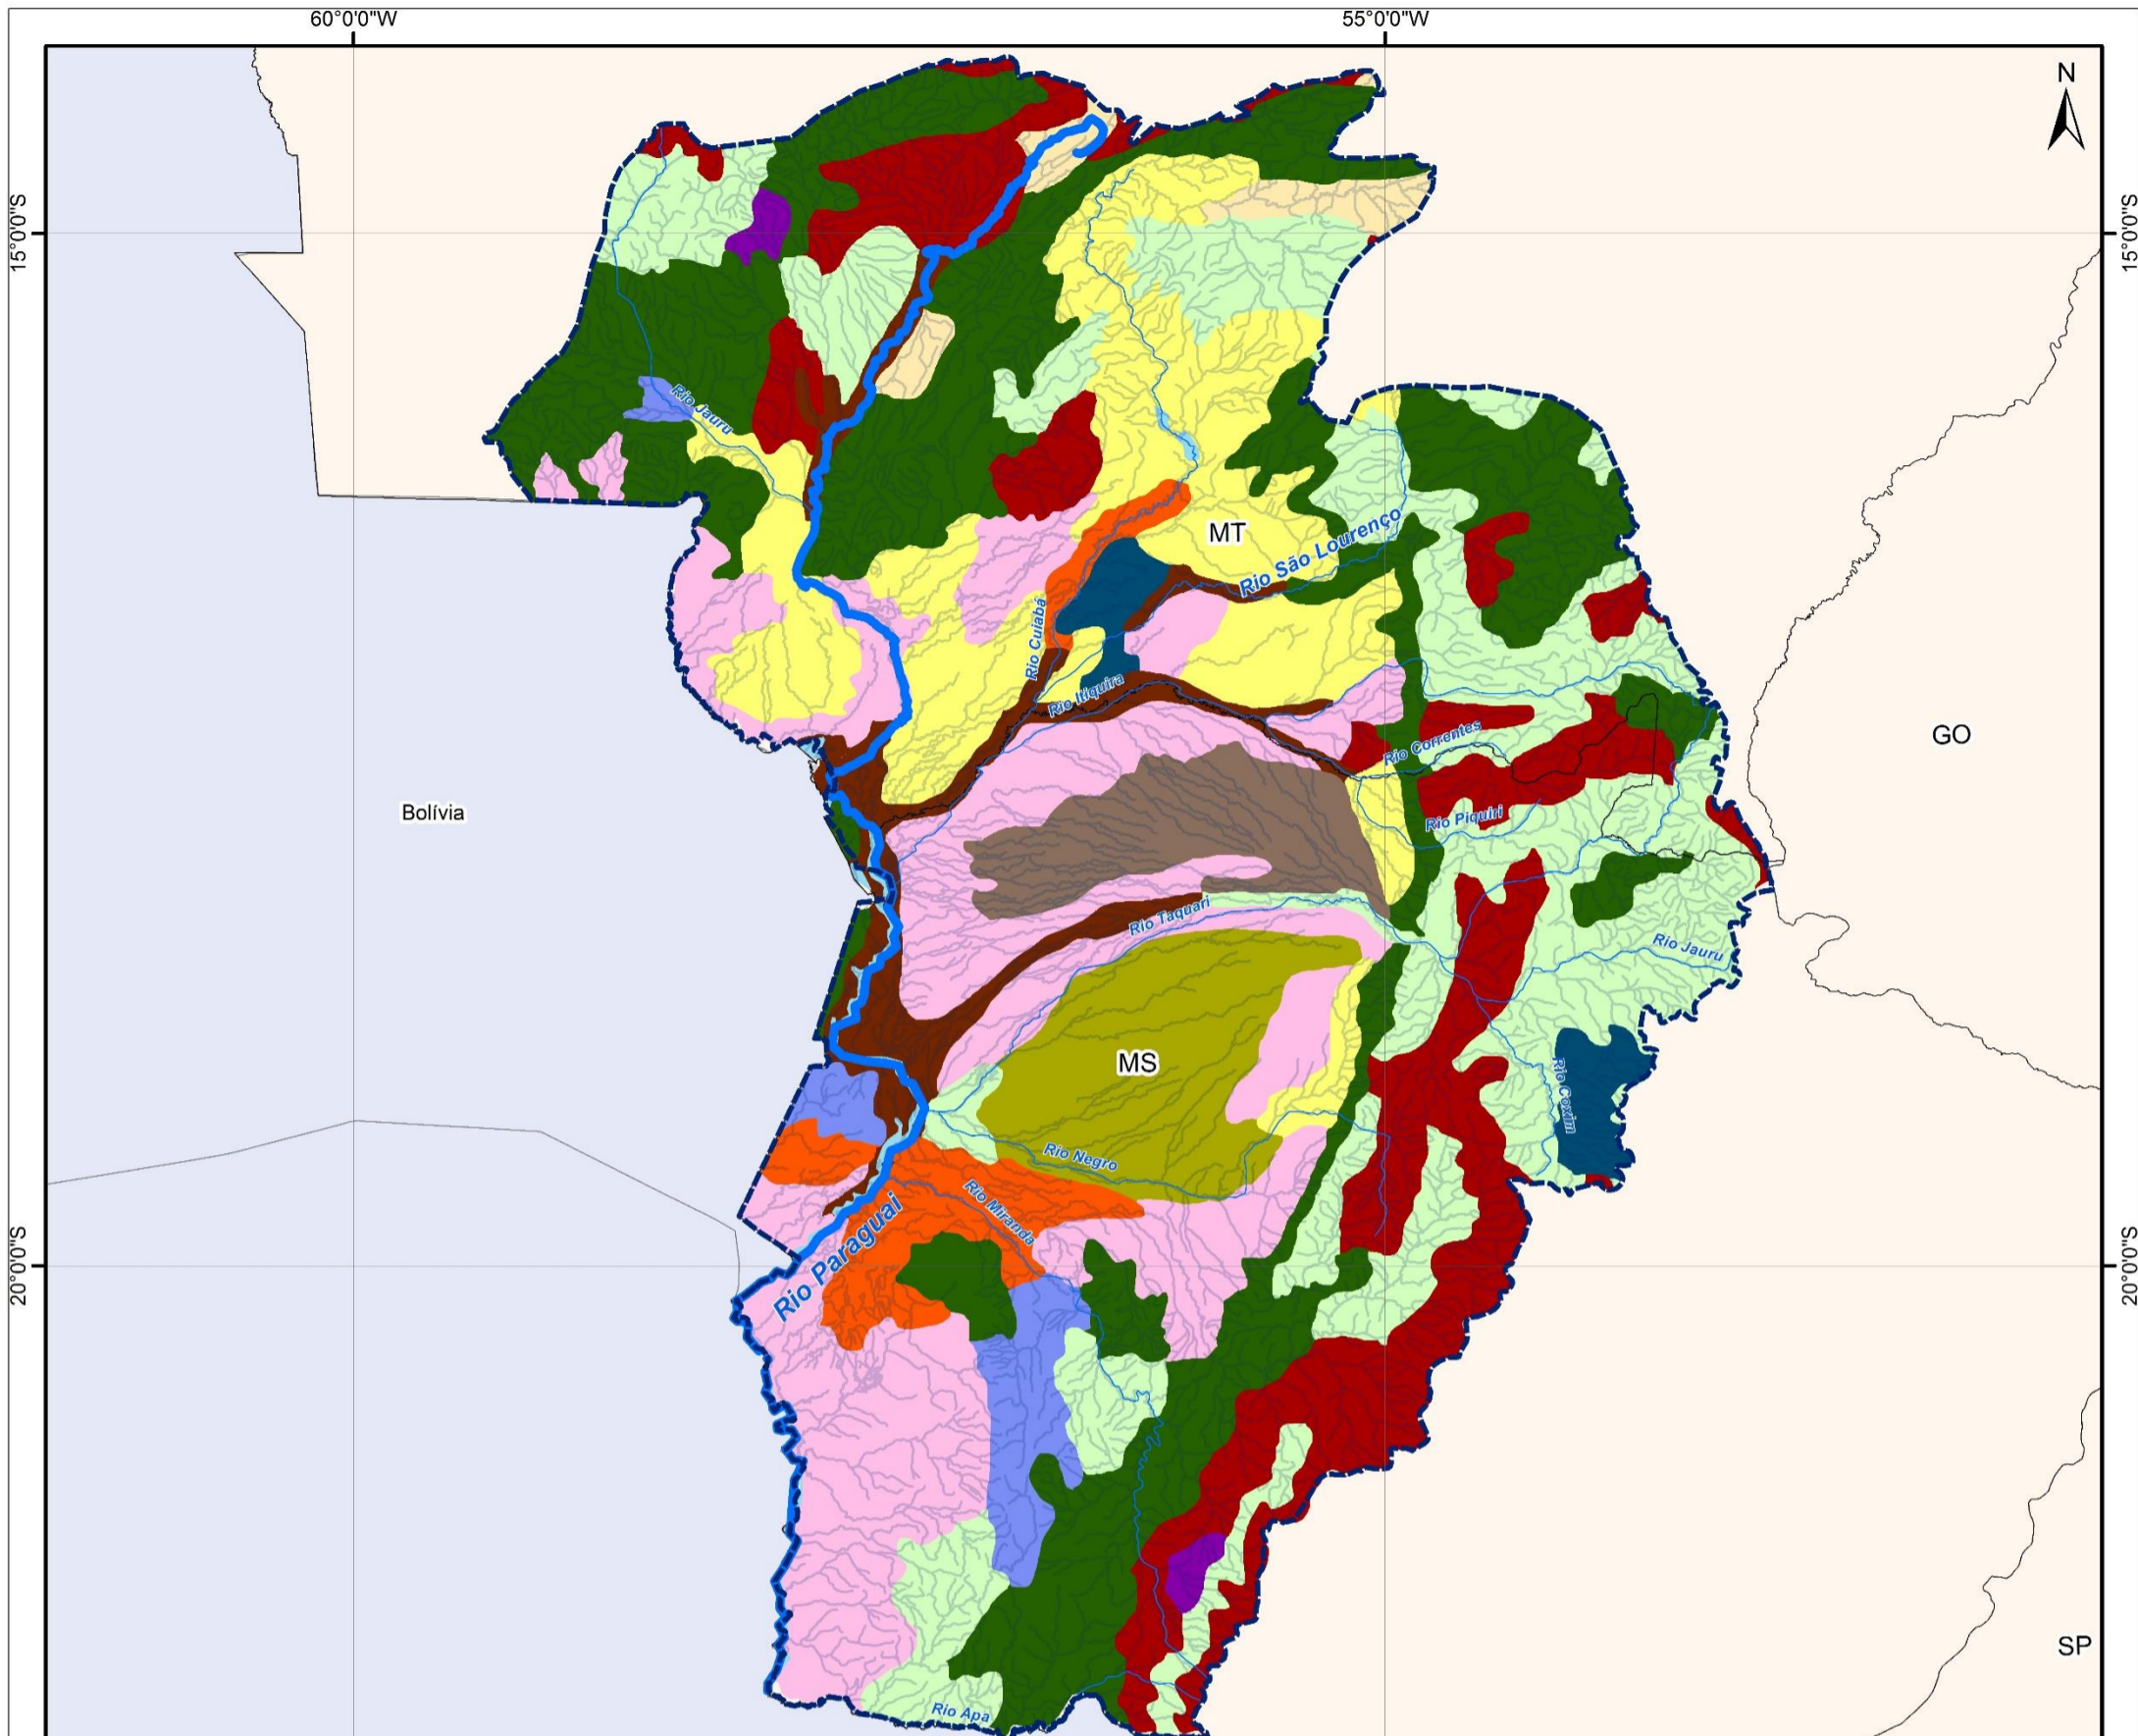 60°0'0"W
55°0'0"W
N
15°0'0"S
15°0'0"S
Rio Jauru
MT
Rio São Lourenço
Rio Cuiabá
Rio Itiquira
Rio Correntes
GO
Bolívia
Rio Piquiri
Rio Taquari
Rio Jauru
MS
Rio Coxim
Rio Negro
Rio Miranda
Rio Paraguai
20°0'0"S
20°0'0"S
SP
Rio Apa